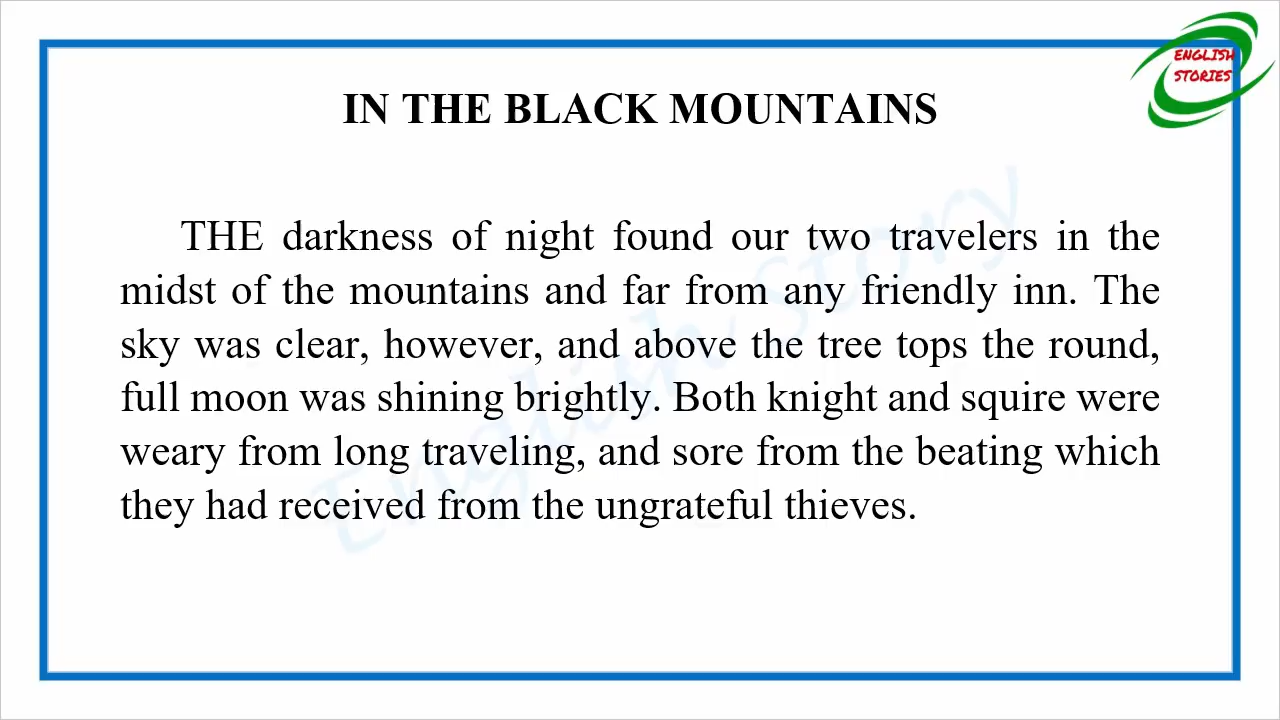 ENGLISH
STORIES
IN THE BLACK MOUNTAINS
THE darkness of night found our two travelers in the
midst of the mountains and far from any friendly inn. The
sky was clear, however, and above the tree tops the round,
full moon was shining brightly. Both knight and squire were
weary from long traveling, and sore from the beating which
they had received from the ungrateful thieves.
English Story